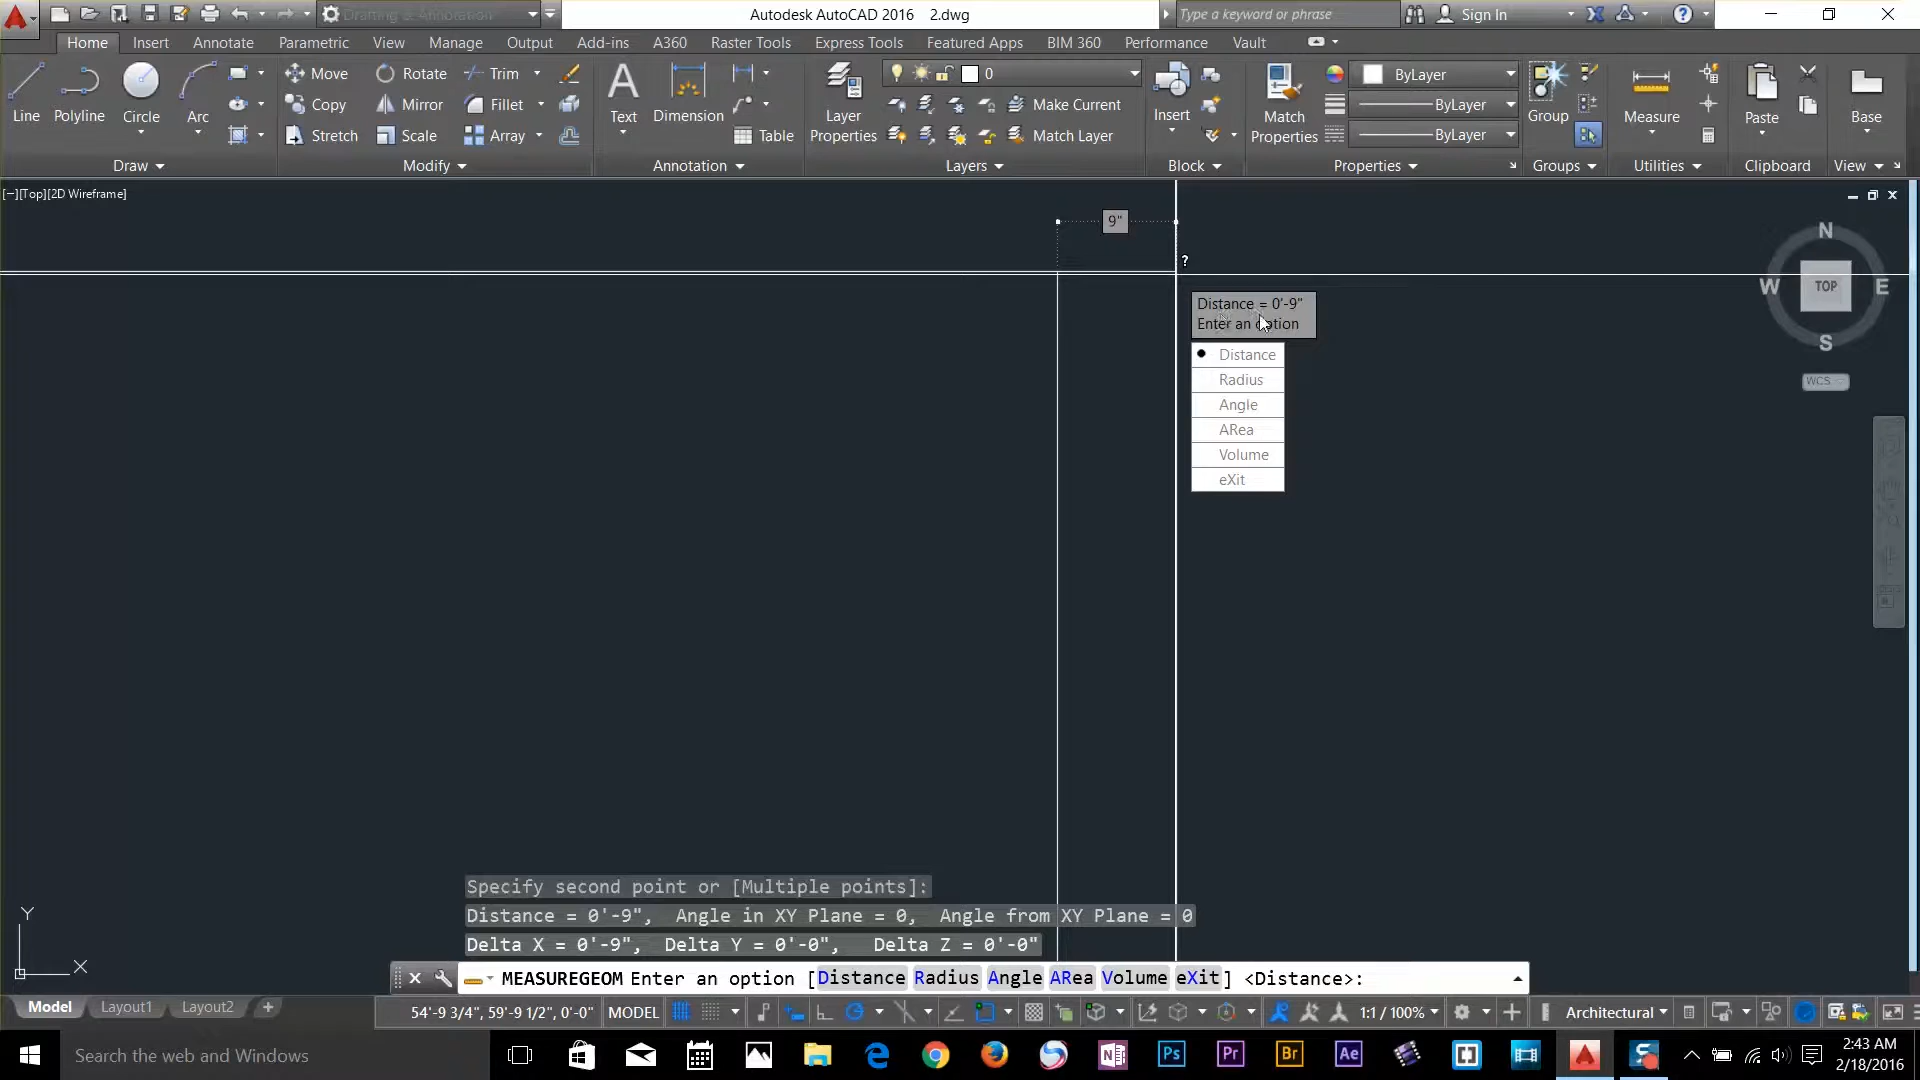 Drafting & Annotation
Autodesk AutoCAD 2016 2.dwg
Type a keyword or phrase
Sign In
Home Insert Annotate Parametric View Manage Output Add-ins A360 Raster Tools Express Tools Featured Apps BIM 360 Performance Vault
Line Polyline Circle Arc
Move Rotate Trim
Copy Mirror Fillet
Stretch Scale Array
Text Dimension Table
Layer Properties
0
Make Current
Match Layer
Insert
Match Properties
ByLayer
ByLayer
ByLayer
Group
Measure
Paste
Base
Draw Modify Annotation Layers Block Properties Groups Utilities Clipboard View
[−][Top][2D Wireframe]
9"
?
N
W TOP E
S
WCS
Distance = 0'-9"
Enter an option
Distance
Radius
Angle
ARea
Volume
eXit
Specify second point or [Multiple points]:
Distance = 0'-9", Angle in XY Plane = 0, Angle from XY Plane = 0
Delta X = 0'-9", Delta Y = 0'-0", Delta Z = 0'-0"
Y
X
MEASUREGEOM Enter an option [Distance Radius Angle ARea Volume eXit] <Distance>:
Model Layout1 Layout2 +
54'-9 3/4", 59'-9 1/2", 0'-0" MODEL 1:1 / 100% Architectural
Search the web and Windows
Ps Pr Br Ae
2:43 AM
2/18/2016